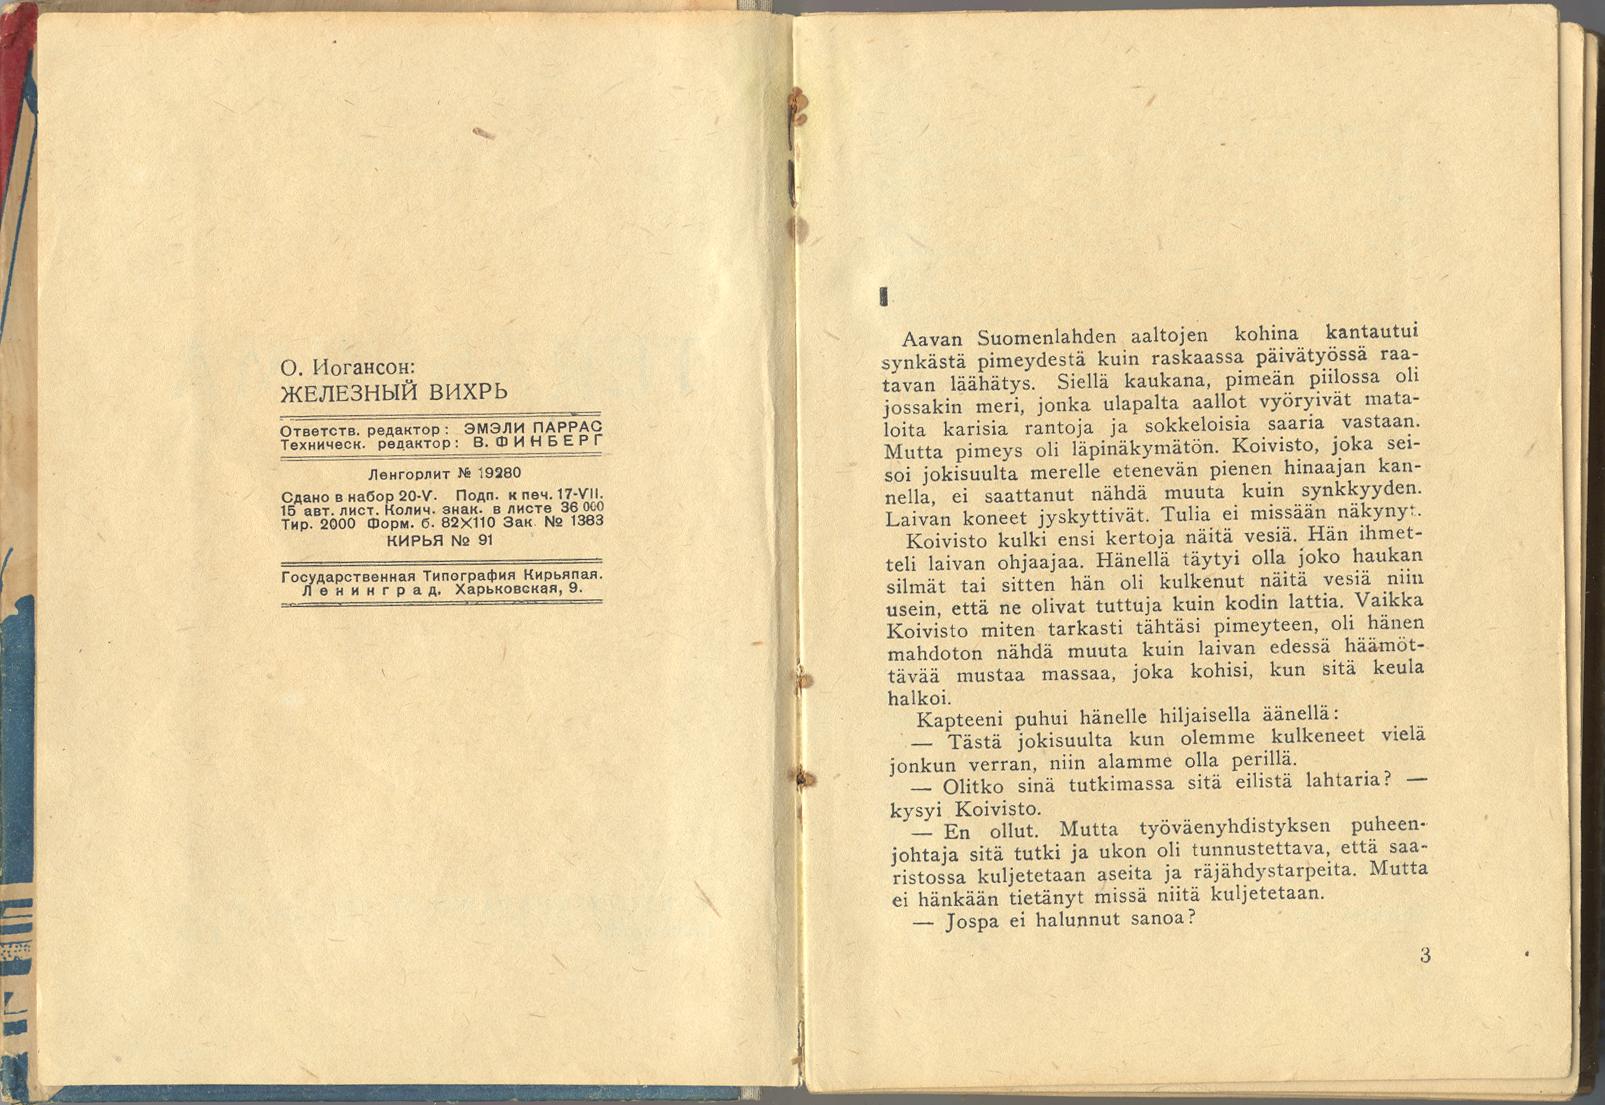 О. Иогансон:
ЖЕЛЕЗНЫЙ ВИХРЬ
Ответств. редактор: ЭМЭЛИ ПАРРАС
Техническ. редактор: В. ФИНБЕРГ
Ленгорлит № 19280
Сдано в набор 20-V. Подп. к печ. 17-VII.
15 авт. лист. Колич. знак. в листе 36 000
Тир. 2000 Форм. б. 82X110 Зак. № 1383
КИРЬЯ № 91
Государственная Типография Кирьяпая.
Ленинград, Харьковская, 9.
I
Aavan Suomenlahden aaltojen kohina kantautui
synkästä pimeydestä kuin raskaassa päivätyössä raa-
tavan läähätys. Siellä kaukana, pimeän piilossa oli
jossakin meri, jonka ulapalta aallot vyöryivät mata-
loita karisia rantoja ja sokkeloisia saaria vastaan.
Mutta pimeys oli läpinäkymätön. Koivisto, joka sei-
soi jokisuulta merelle etenevän pienen hinaajan kan-
nella, ei saattanut nähdä muuta kuin synkkyyden.
Laivan koneet jyskyttivät. Tulia ei missään näkynyt.
Koivisto kulki ensi kertoja näitä vesiä. Hän ihmet-
teli laivan ohjaajaa. Hänellä täytyi olla joko haukan
silmät tai sitten hän oli kulkenut näitä vesiä niin
usein, että ne olivat tuttuja kuin kodin lattia. Vaikka
Koivisto miten tarkasti tähtäsi pimeyteen, oli hänen
mahdoton nähdä muuta kuin laivan edessä häämöt-
tävää mustaa massaa, joka kohisi, kun sitä keula
halkoi.
Kapteeni puhui hänelle hiljaisella äänellä:
— Tästä jokisuulta kun olemme kulkeneet vielä
jonkun verran, niin alamme olla perillä.
— Olitko sinä tutkimassa sitä eilistä lahtaria? —
kysyi Koivisto.
— En ollut. Mutta työväenyhdistyksen puheen-
johtaja sitä tutki ja ukon oli tunnustettava, että saa-
ristossa kuljetetaan aseita ja räjähdystarpeita. Mutta
ei hänkään tietänyt missä niitä kuljetetaan.
— Jospa ei halunnut sanoa?
3